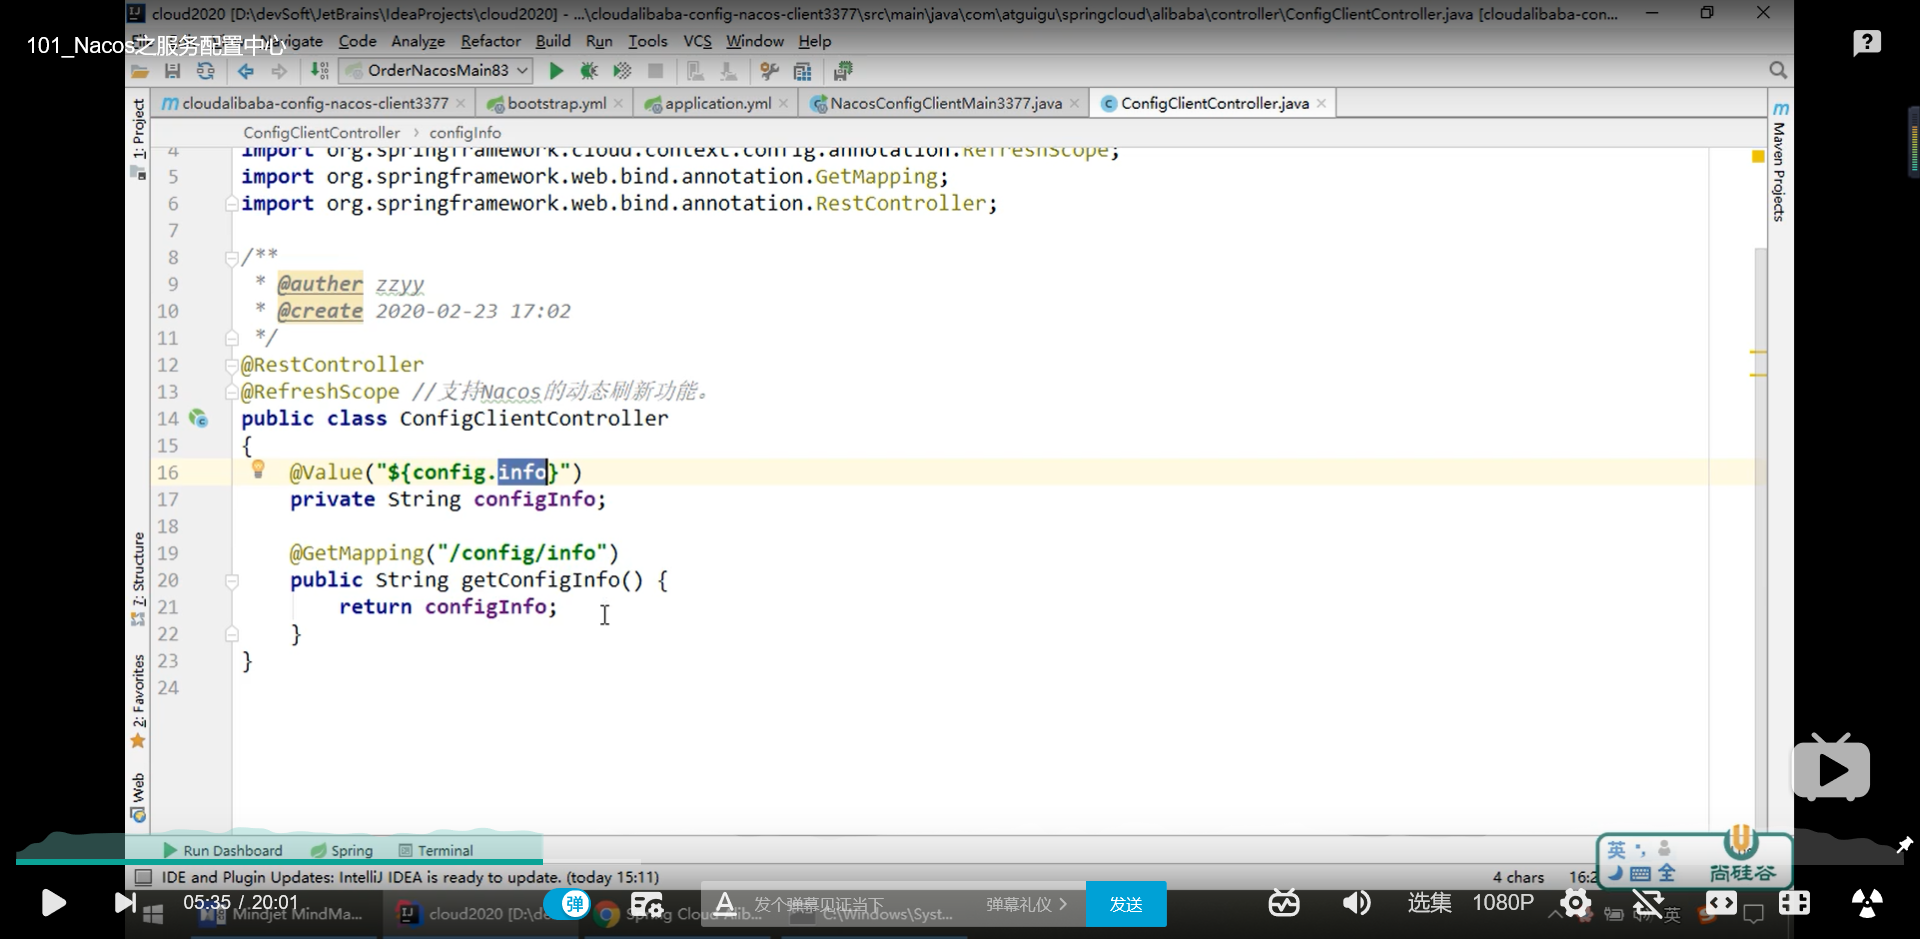 cloud2020 [D:\devSoft\JetBrains\IdeaProjects\cloud2020] - ...\cloudalibaba-config-nacos-client3377\src\main\java\com\atguigu\springcloud\alibaba\controller\ConfigClientController.java [cloudalibaba-con...
101_Nacos之服务配置中心
Navigate Code Analyze Refactor Build Run Tools VCS Window Help
OrderNacosMain83
cloudalibaba-config-nacos-client3377 bootstrap.yml application.yml NacosConfigClientMain3377.java ConfigClientController.java
ConfigClientController configInfo
1: Project
Maven Projects
4 import org.springframework.cloud.context.config.annotation.RefreshScope;
5 import org.springframework.web.bind.annotation.GetMapping;
6 import org.springframework.web.bind.annotation.RestController;
7
8 /**
9 * @auther zzyy
10 * @create 2020-02-23 17:02
11 */
12 @RestController
13 @RefreshScope //支持Nacos的动态刷新功能。
14 public class ConfigClientController
15 {
16 @Value("${config.info}")
17 private String configInfo;
18
19 @GetMapping("/config/info")
20 public String getConfigInfo() {
21 return configInfo;
22 }
23 }
24
7: Structure
2: Favorites
Web
Run Dashboard Spring Terminal
英
全
尚硅谷
IDE and Plugin Updates: IntelliJ IDEA is ready to update. (today 15:11) 4 chars
05:35 / 20:01 弹 发个弹幕见证当下 弹幕礼仪 发送 选集 1080P
Mindjet MindMa... cloud2020 [D:\de C:\Windows\Syst... 英